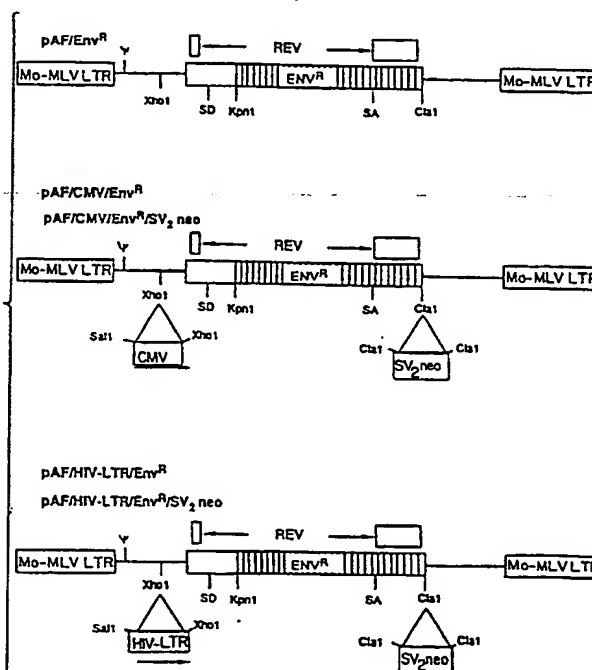 pAF/Env^R
REV
Mo-MLV LTR Ψ ENV^R Mo-MLV LTR
Xho1 SD Kpn1 SA Cla1
pAF/CMV/Env^R
pAF/CMV/Env^R/SV₂ neo
REV
Mo-MLV LTR Ψ ENV^R Mo-MLV LTR
Xho1 SD Kpn1 SA Cla1
Sal1 Xho1 Cla1 Cla1
CMV SV₂neo
pAF/HIV-LTR/Env^R
pAF/HIV-LTR/Env^R/SV₂ neo
REV
Mo-MLV LTR Ψ ENV^R Mo-MLV LTR
Xho1 SD Kpn1 SA Cla1
Sal1 Xho1 Cla1 Cla1
HIV-LTR SV₂neo